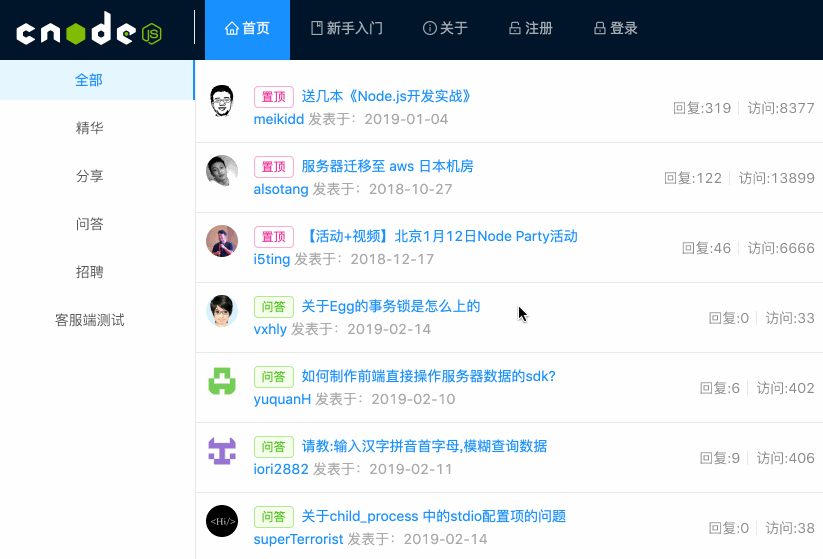 cnode JS
首页 新手入门 关于 注册 登录
全部
精华
分享
问答
招聘
客服端测试
置顶 送几本《Node.js开发实战》
meikidd 发表于：2019-01-04
回复:319 访问:8377
置顶 服务器迁移至 aws 日本机房
alsotang 发表于：2018-10-27
回复:122 访问:13899
置顶 【活动+视频】北京1月12日Node Party活动
i5ting 发表于：2018-12-17
回复:46 访问:6666
问答 关于Egg的事务锁是怎么上的
vxhly 发表于：2019-02-14
回复:0 访问:33
问答 如何制作前端直接操作服务器数据的sdk?
yuquanH 发表于：2019-02-10
回复:6 访问:402
问答 请教:输入汉字拼音首字母,模糊查询数据
iori2882 发表于：2019-02-11
回复:9 访问:406
<Hi/>
问答 关于child_process 中的stdio配置项的问题
superTerrorist 发表于：2019-02-14
回复:0 访问:38